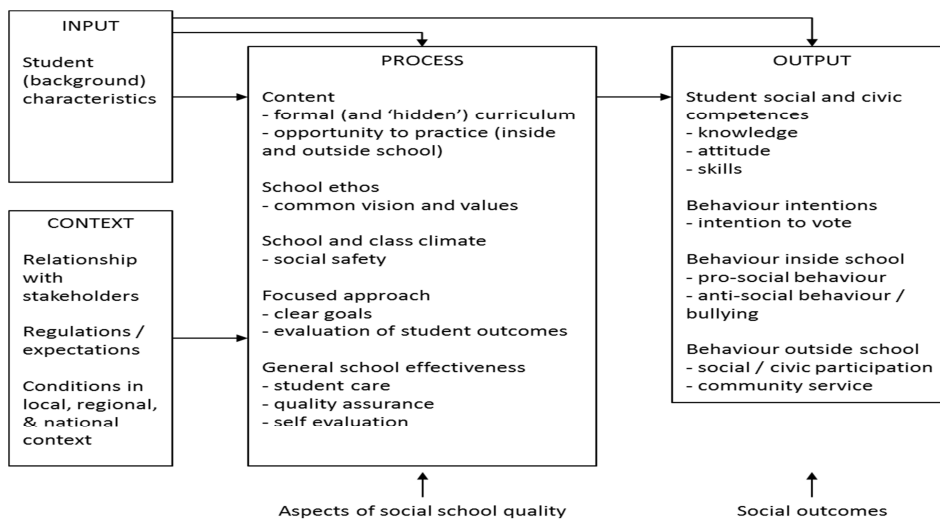 INPUT
Student
(background)
characteristics
CONTEXT
Relationship
with
stakeholders
Regulations /
expectations
Conditions in
local, regional,
& national
context
PROCESS
Content
- formal (and ‘hidden’) curriculum
- opportunity to practice (inside
and outside school)
School ethos
- common vision and values
School and class climate
- social safety
Focused approach
- clear goals
- evaluation of student outcomes
General school effectiveness
- student care
- quality assurance
- self evaluation
OUTPUT
Student social and civic
competences
- knowledge
- attitude
- skills
Behaviour intentions
- intention to vote
Behaviour inside school
- pro-social behaviour
- anti-social behaviour /
bullying
Behaviour outside school
- social / civic participation
- community service
Aspects of social school quality
Social outcomes